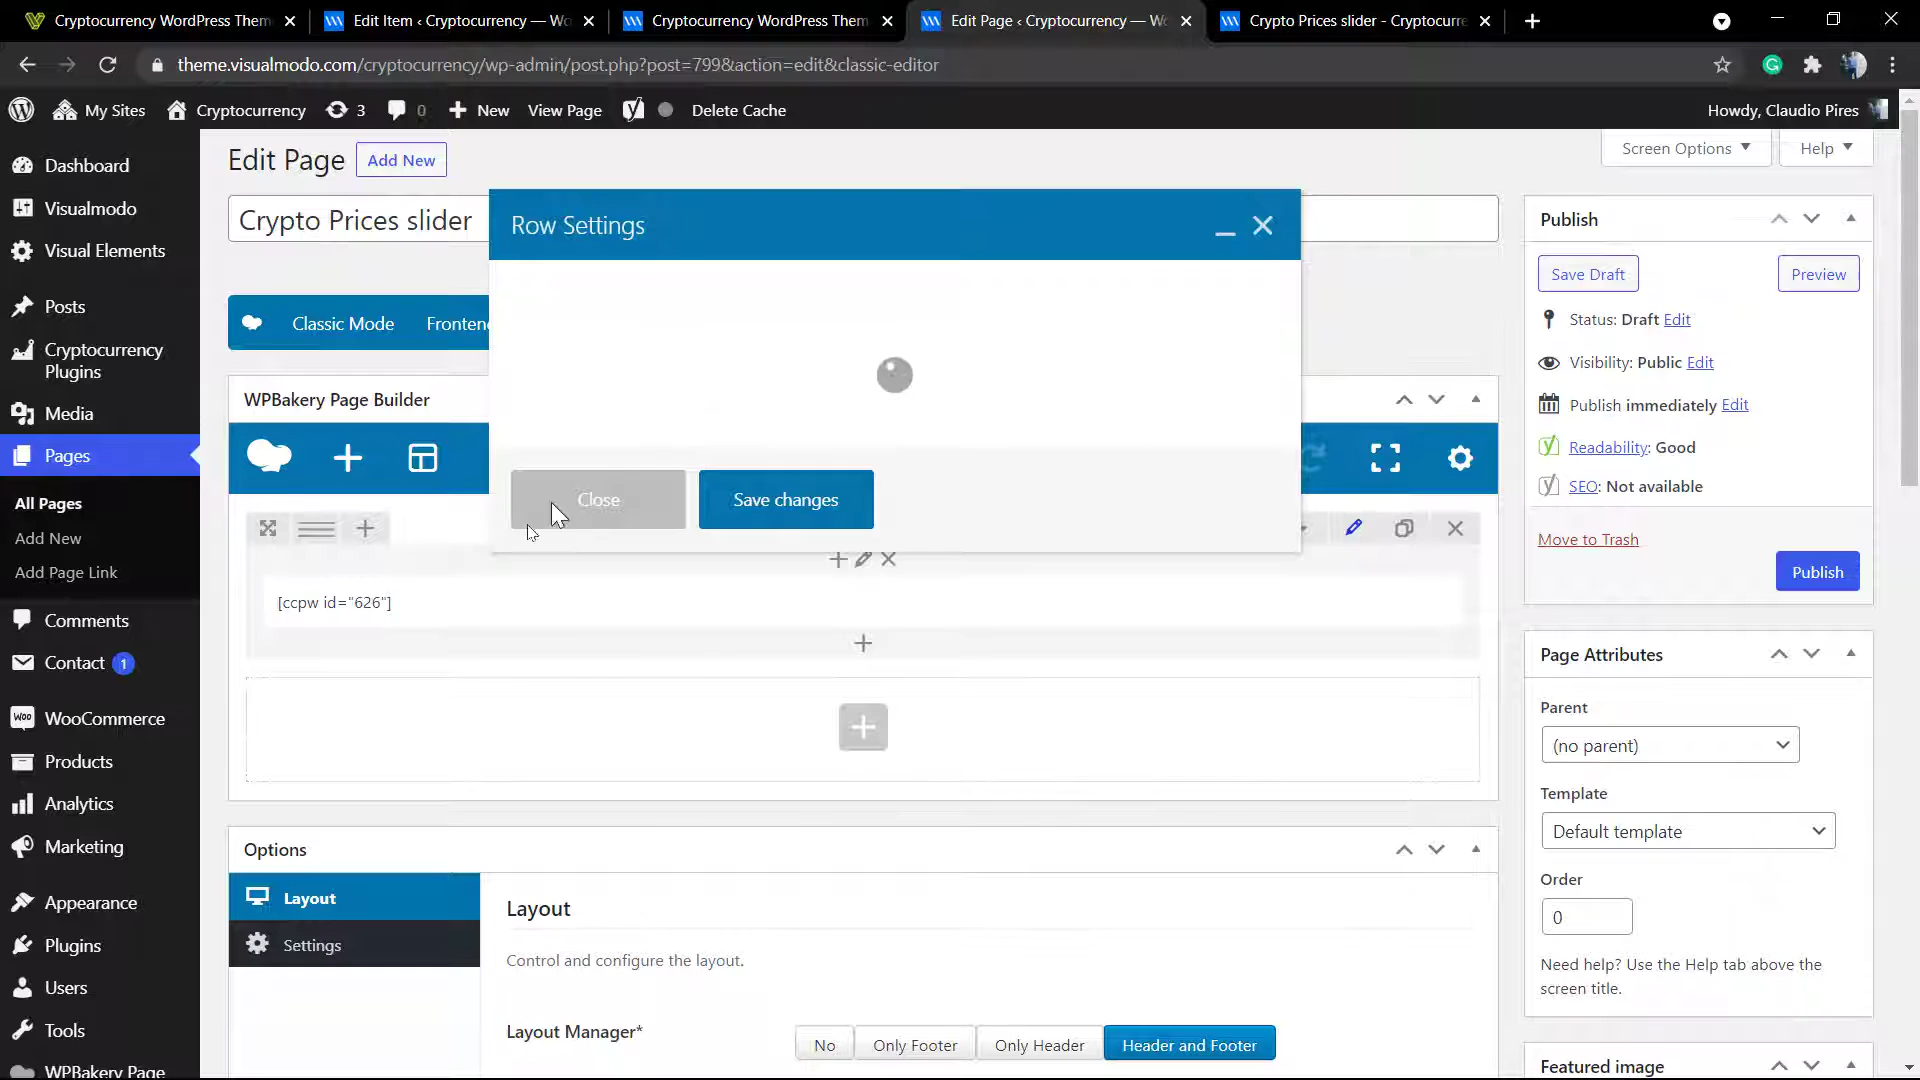 Cryptocurrency WordPress Them
Edit Item ‹ Cryptocurrency — Wo
Cryptocurrency WordPress Them
Edit Page ‹ Cryptocurrency — Wo
Crypto Prices slider - Cryptocurre
theme.visualmodo.com/cryptocurrency/wp-admin/post.php?post=799&action=edit&classic-editor
My Sites
Cryptocurrency
3
0
New
View Page
Delete Cache
Howdy, Claudio Pires
Dashboard
Visualmodo
Visual Elements
Posts
Cryptocurrency
Plugins
Media
Pages
All Pages
Add New
Add Page Link
Comments
Contact 1
WooCommerce
Products
Analytics
Marketing
Appearance
Plugins
Users
Tools
WPBakery Page
Edit Page
Add New
Screen Options
Help
Crypto Prices slider
Classic Mode
Frontend
WPBakery Page Builder
Row Settings
Close
Save changes
[ccpw id="626"]
Options
Layout
Settings
Layout
Control and configure the layout.
Layout Manager*
No
Only Footer
Only Header
Header and Footer
Publish
Save Draft
Preview
Status: Draft Edit
Visibility: Public Edit
Publish immediately Edit
Readability: Good
SEO: Not available
Move to Trash
Publish
Page Attributes
Parent
(no parent)
Template
Default template
Order
0
Need help? Use the Help tab above the
screen title.
Featured image